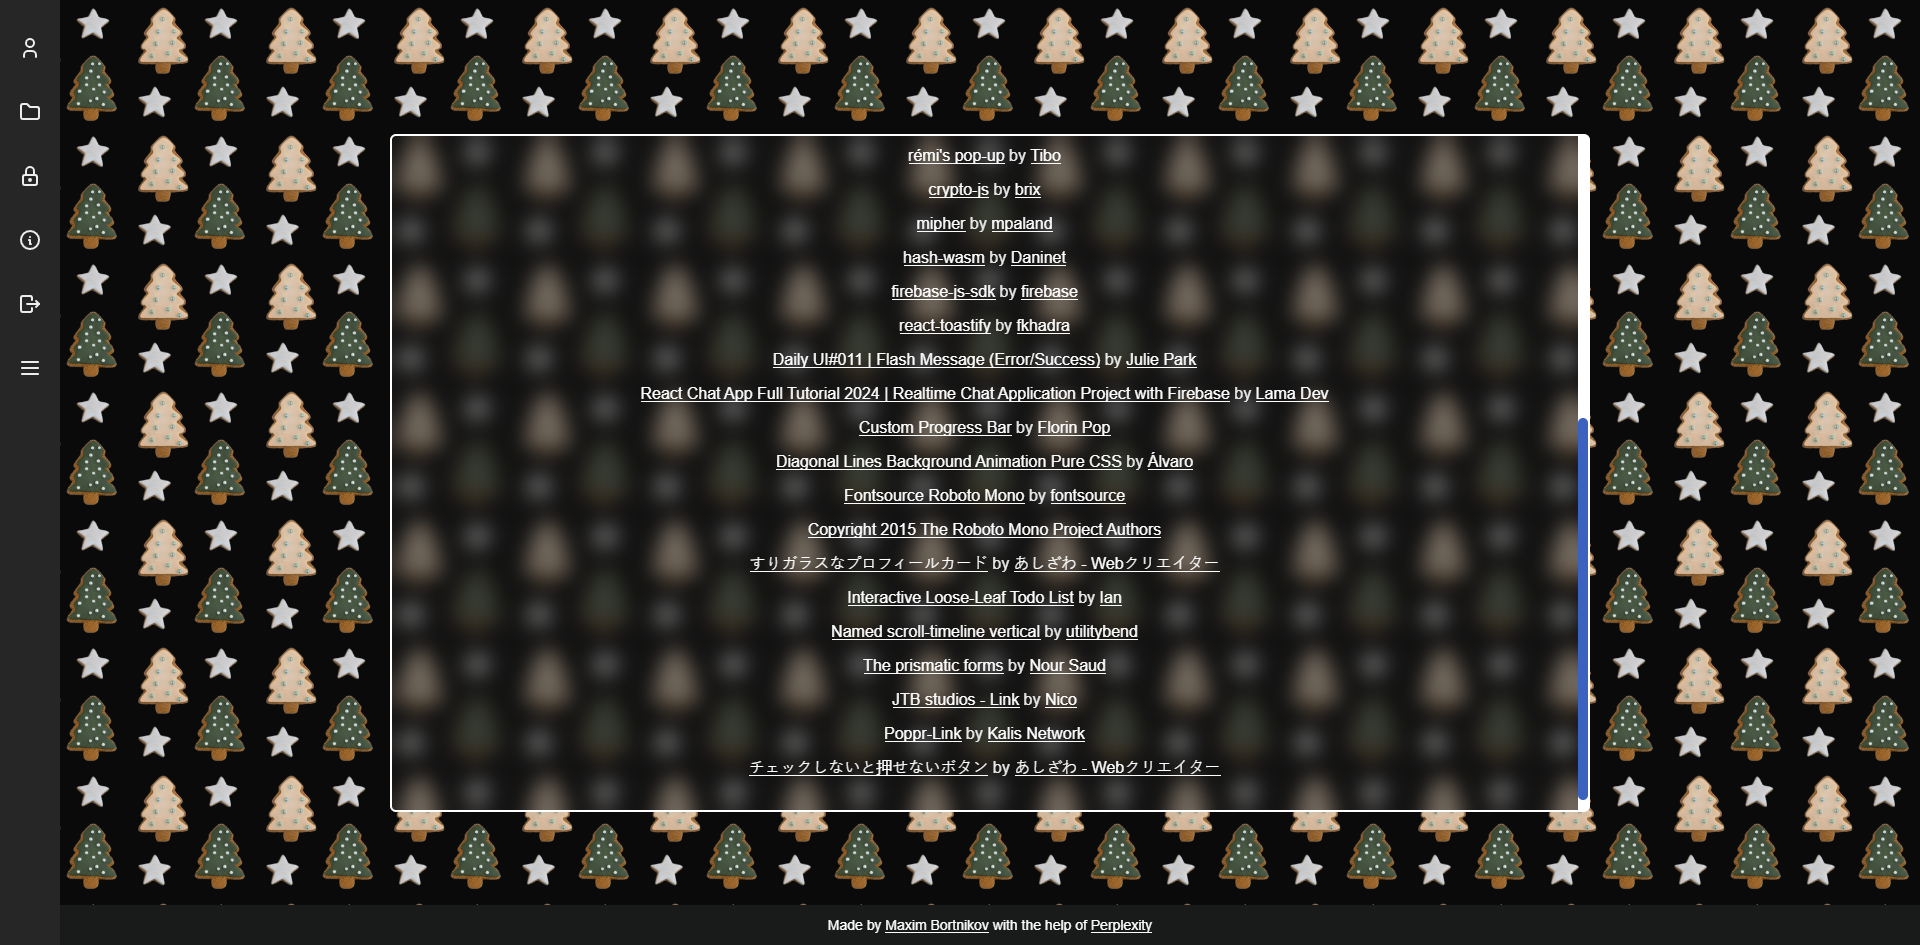 rémi's pop-up by Tibo
crypto-js by brix
mipher by mpaland
hash-wasm by Daninet
firebase-js-sdk by firebase
react-toastify by fkhadra
Daily UI#011 | Flash Message (Error/Success) by Julie Park
React Chat App Full Tutorial 2024 | Realtime Chat Application Project with Firebase by Lama Dev
Custom Progress Bar by Florin Pop
Diagonal Lines Background Animation Pure CSS by Álvaro
Fontsource Roboto Mono by fontsource
Copyright 2015 The Roboto Mono Project Authors
すりガラスなプロフィールカード by あしざわ - Webクリエイター
Interactive Loose-Leaf Todo List by Ian
Named scroll-timeline vertical by utilitybend
The prismatic forms by Nour Saud
JTB studios - Link by Nico
Poppr-Link by Kalis Network
チェックしないと押せないボタン by あしざわ - Webクリエイター
Made by Maxim Bortnikov with the help of Perplexity